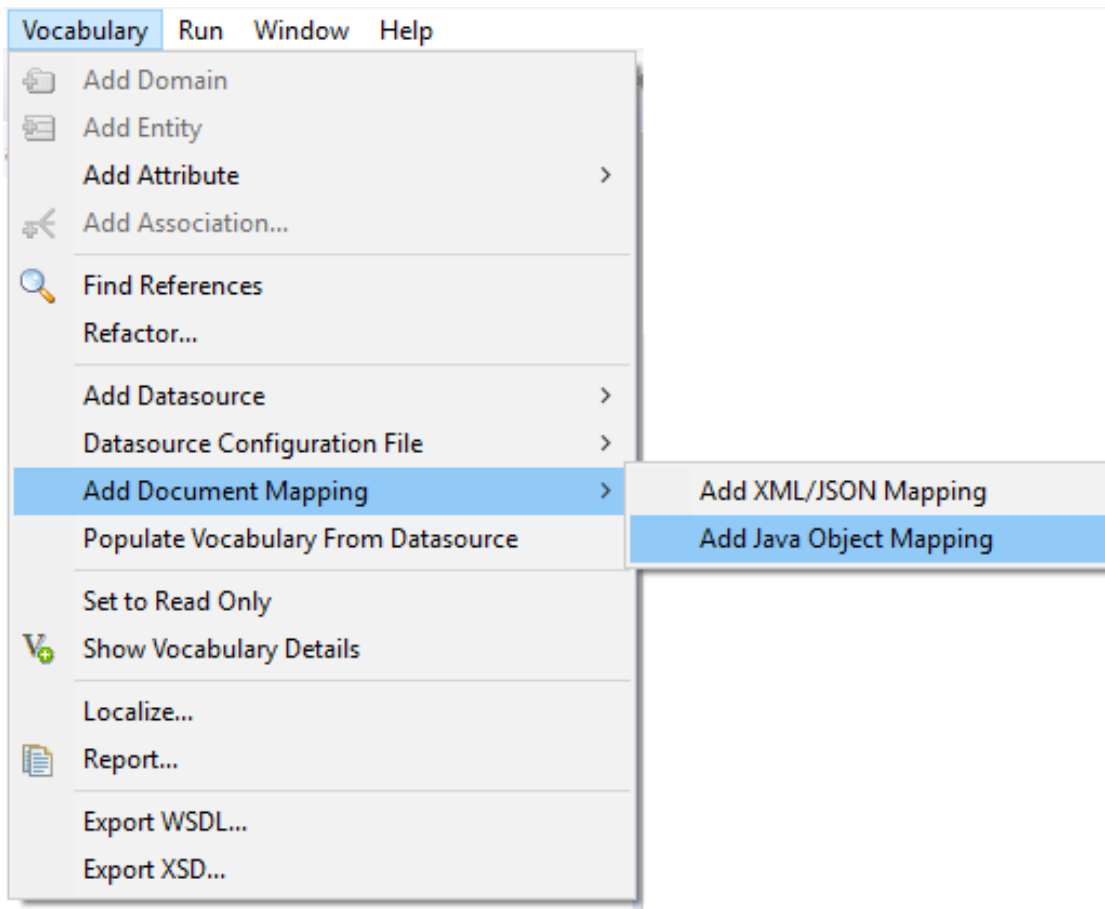 Vocabulary Run Window Help
Add Domain
Add Entity
Add Attribute
Add Association...
Find References
Refactor...
Add Datasource
Datasource Configuration File
Add Document Mapping
Add XML/JSON Mapping
Populate Vocabulary From Datasource
Add Java Object Mapping
Set to Read Only
Show Vocabulary Details
Localize...
Report...
Export WSDL...
Export XSD...